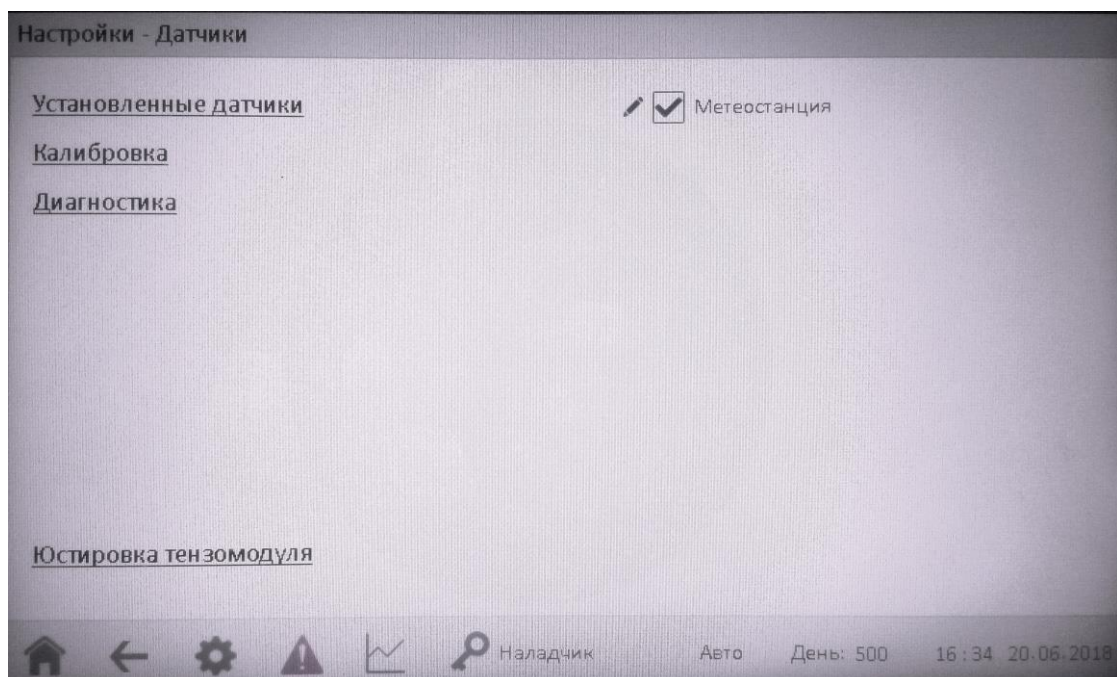 Настройки - Датчики
Установленные датчики
Метеостанция
Калибровка
Диагностика
Юстировка тензомодуля
Наладчик Авто День: 500 16:34 20.06.2018